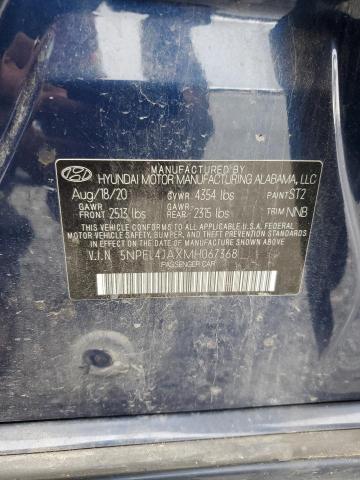 MANUFACTURED BY
HYUNDAI MOTOR MANUFACTURING ALABAMA, LLC
Aug/18/20 GVWR 4354 lbs PAINT ST2
GAWR FRONT 2513 lbs GAWR REAR 2315 lbs TRIM NNB
THIS VEHICLE CONFORMS TO ALL APPLICABLE FEDERAL
MOTOR VEHICLE SAFETY, BUMPER, AND THEFT PREVENTION
STANDARDS IN EFFECT ON THE DATE OF MANUFACTURE
SHOWN ABOVE.
V.I.N 5NPEL4JAXMH067368
PASSENGER CAR